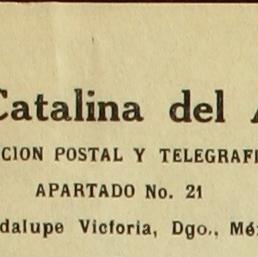 Catalina del A
CION POSTAL Y TELEGRAFI
APARTADO No. 21
dalupe Victoria, Dgo., Méx